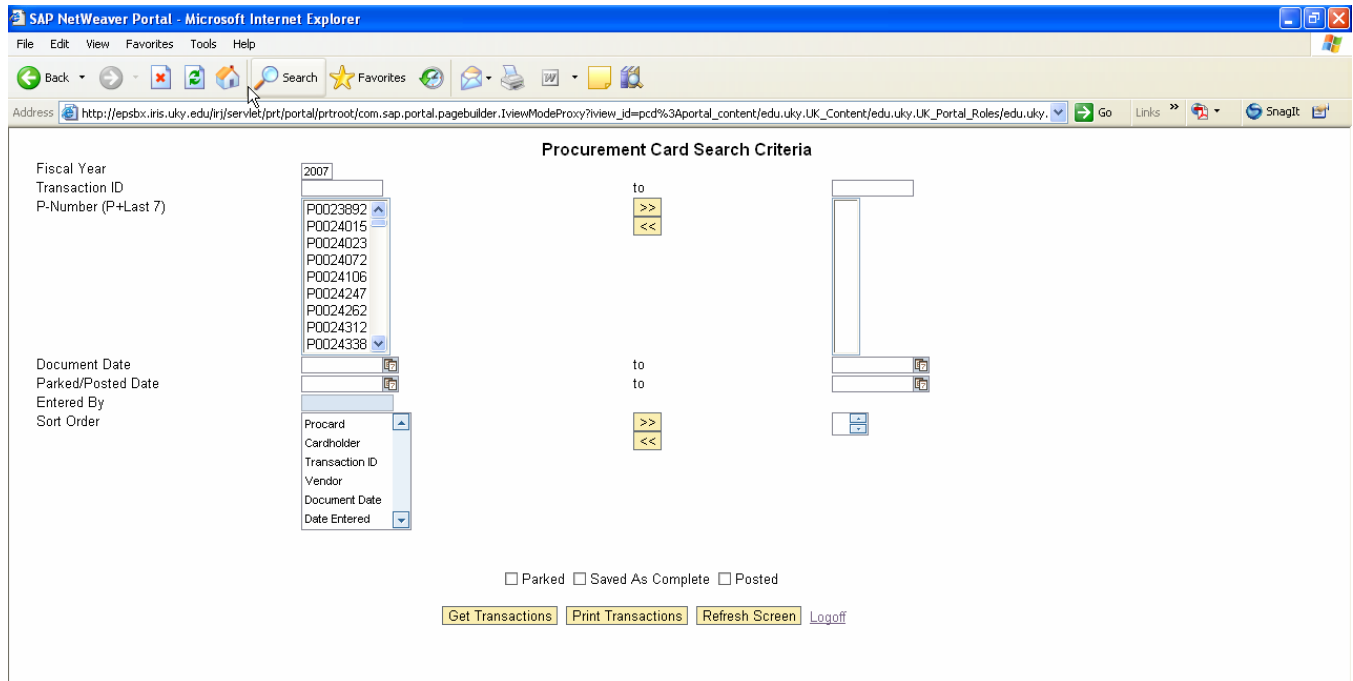 SAP NetWeaver Portal - Microsoft Internet Explorer
File Edit View Favorites Tools Help
Back Search Favorites
Address http://epsbx.iris.uky.edu/irj/servlet/prt/portal/prtroot/com.sap.portal.pagebuilder.IviewModeProxy?iview_id=pcd%3Aportal_content/edu.uky.UK_Content/edu.uky.UK_Portal_Roles/edu.uky. Go Links » SnagIt
Procurement Card Search Criteria
Fiscal Year 2007
Transaction ID to
P-Number (P+Last 7) P0023892 >>
P0024015 <<
P0024023
P0024072
P0024106
P0024247
P0024262
P0024312
P0024338
Document Date to
Parked/Posted Date to
Entered By
Sort Order Procard >>
Cardholder <<
Transaction ID
Vendor
Document Date
Date Entered
Parked Saved As Complete Posted
Get Transactions Print Transactions Refresh Screen Logoff